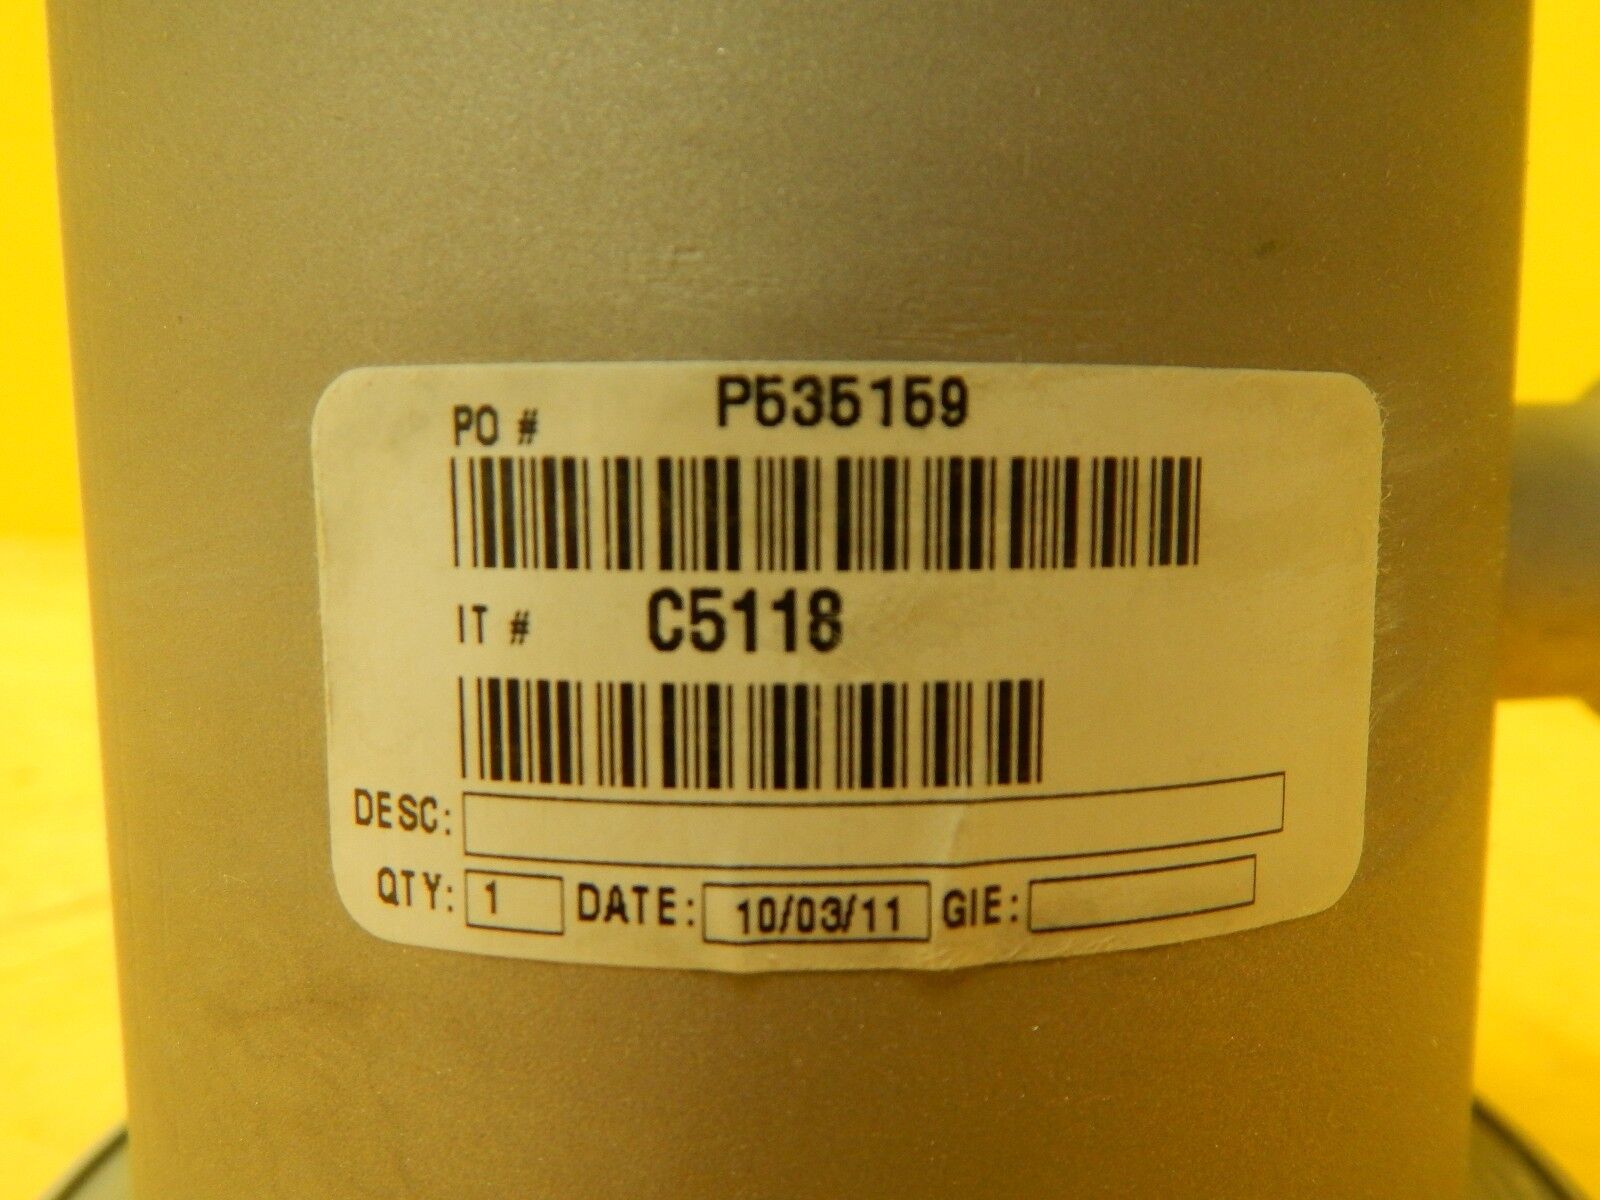 PO # P535159
IT # C5118
DESC:
QTY: 1 DATE: 10/03/11 GIE: